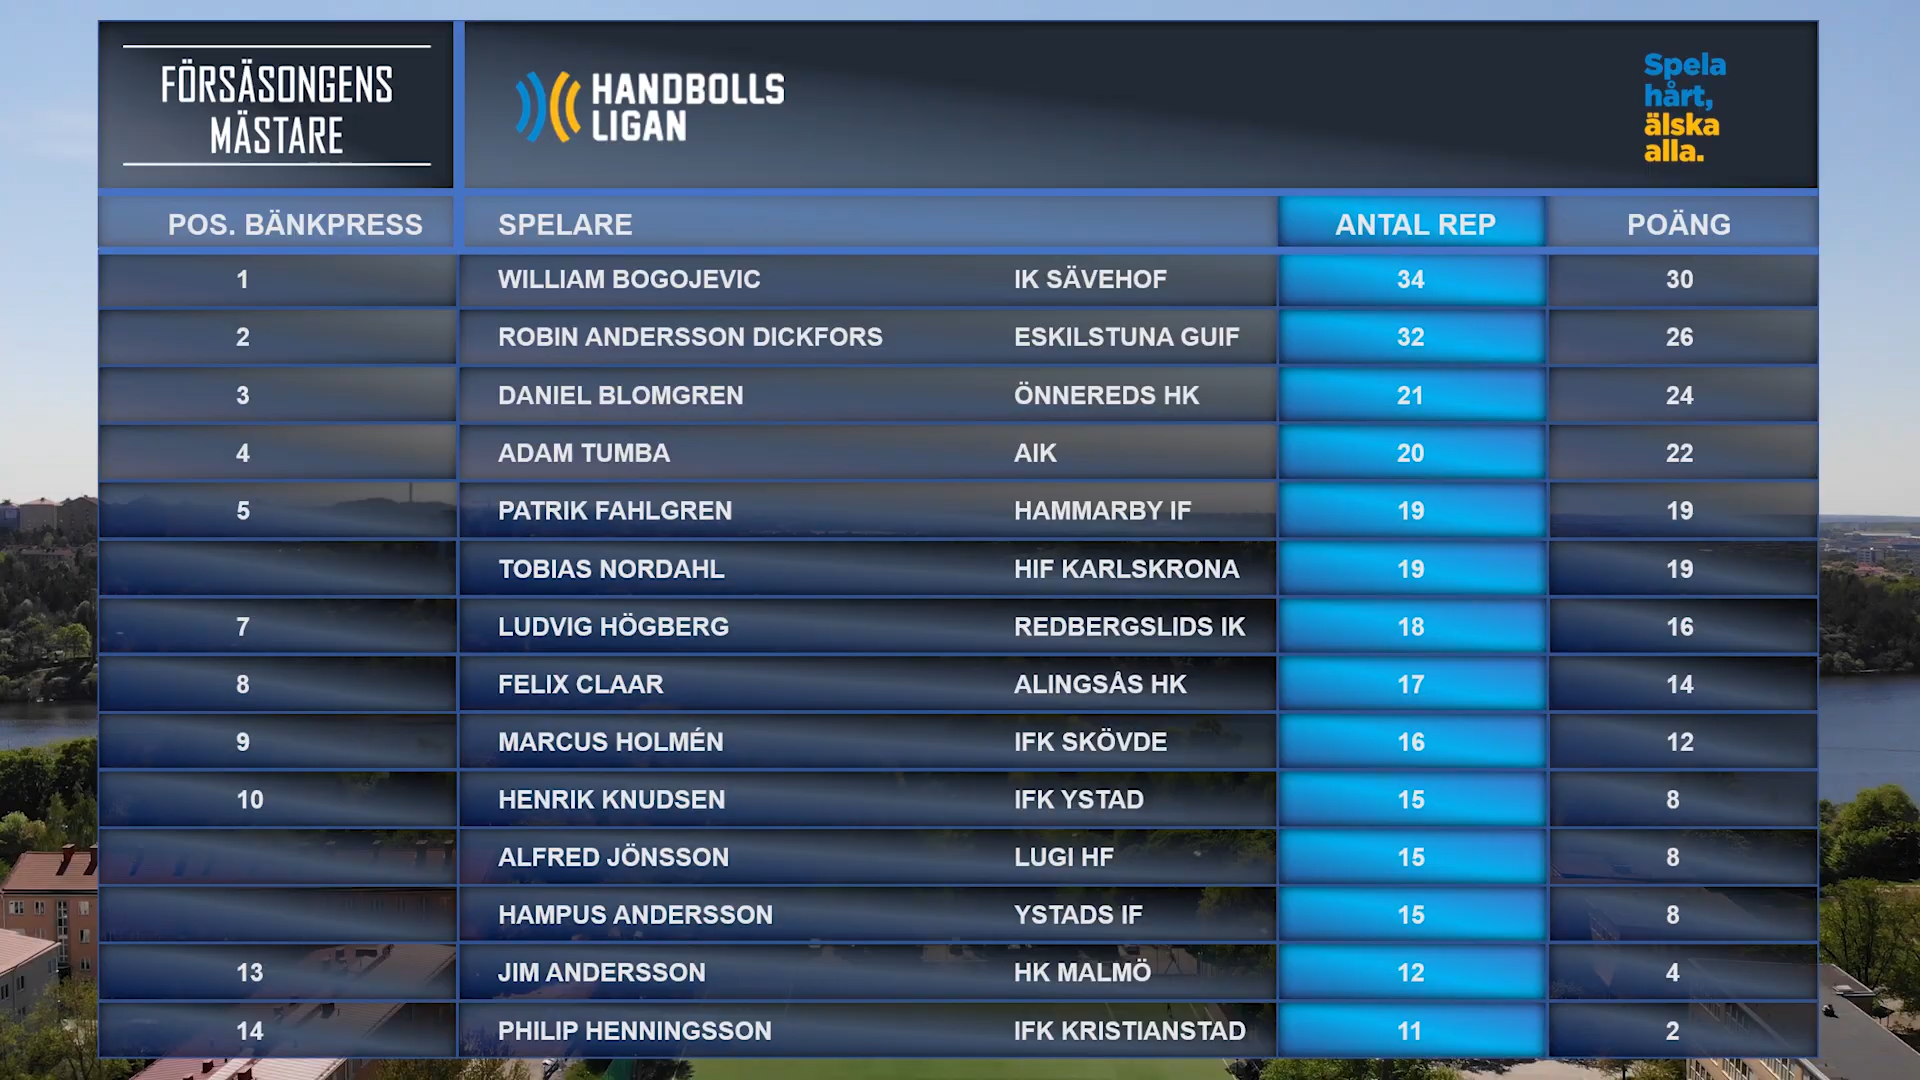 FÖRSÄSONGENS
MÄSTARE
HANDBOLLS
LIGAN
Spela
hårt,
älska
alla.
POS. BÄNKPRESS SPELARE ANTAL REP POÄNG
1 WILLIAM BOGOJEVIC IK SÄVEHOF 34 30
2 ROBIN ANDERSSON DICKFORS ESKILSTUNA GUIF 32 26
3 DANIEL BLOMGREN ÖNNEREDS HK 21 24
4 ADAM TUMBA AIK 20 22
5 PATRIK FAHLGREN HAMMARBY IF 19 19
TOBIAS NORDAHL HIF KARLSKRONA 19 19
7 LUDVIG HÖGBERG REDBERGSLIDS IK 18 16
8 FELIX CLAAR ALINGSÅS HK 17 14
9 MARCUS HOLMÉN IFK SKÖVDE 16 12
10 HENRIK KNUDSEN IFK YSTAD 15 8
ALFRED JÖNSSON LUGI HF 15 8
HAMPUS ANDERSSON YSTADS IF 15 8
13 JIM ANDERSSON HK MALMÖ 12 4
14 PHILIP HENNINGSSON IFK KRISTIANSTAD 11 2